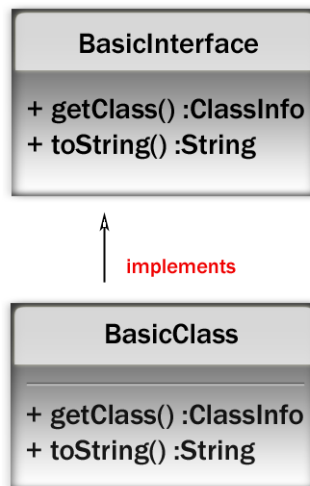 BasicInterface
+ getClass() :ClassInfo
+ toString() :String
implements
BasicClass
+ getClass() :ClassInfo
+ toString() :String